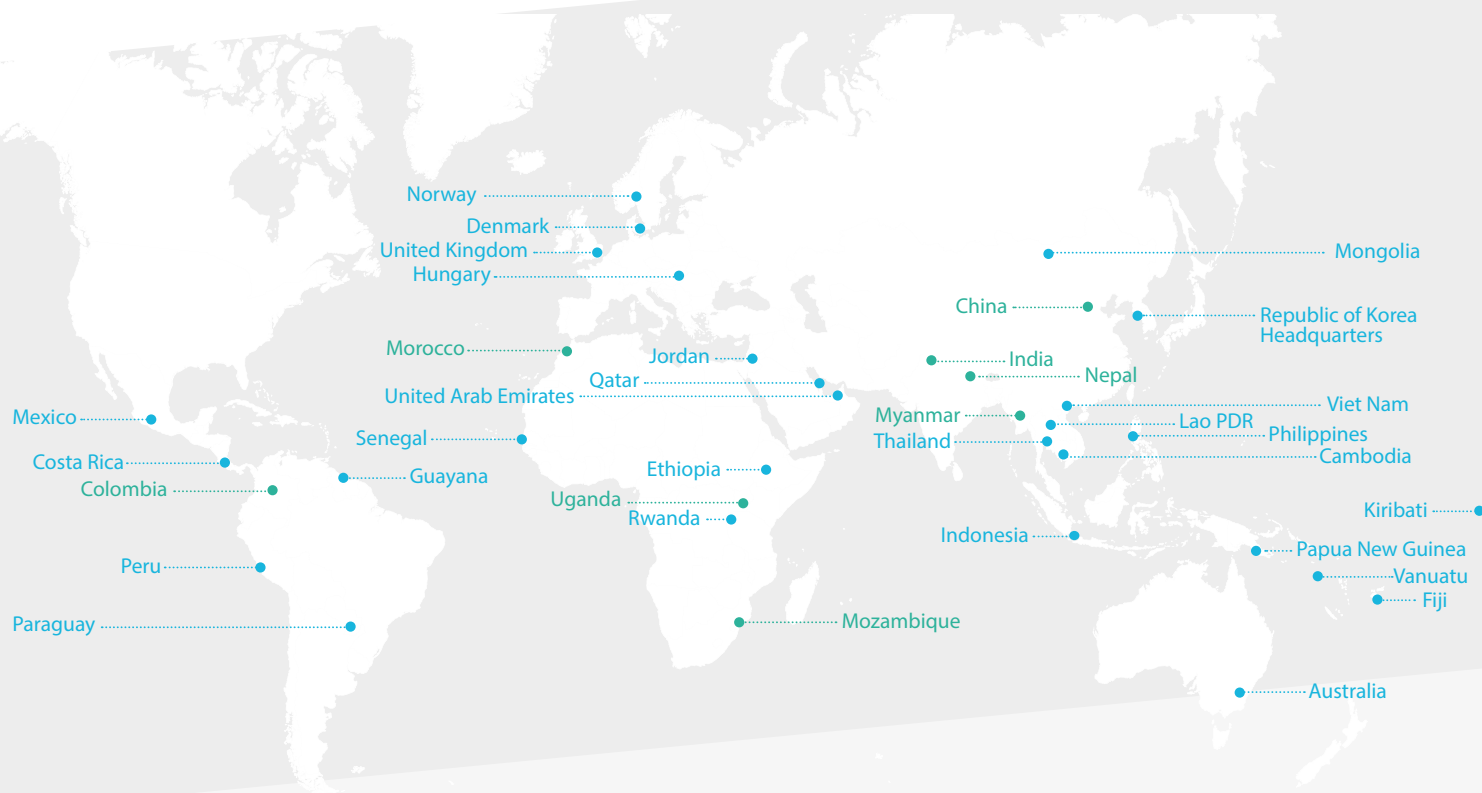 Norway
Denmark
United Kingdom
Hungary
Mongolia
China
Republic of Korea
Headquarters
Morocco
Jordan
India
Qatar
Nepal
United Arab Emirates
Mexico
Myanmar
Viet Nam
Lao PDR
Senegal
Thailand
Philippines
Costa Rica
Cambodia
Ethiopia
Guayana
Colombia
Uganda
Kiribati
Rwanda
Indonesia
Papua New Guinea
Peru
Vanuatu
Fiji
Paraguay
Mozambique
Australia